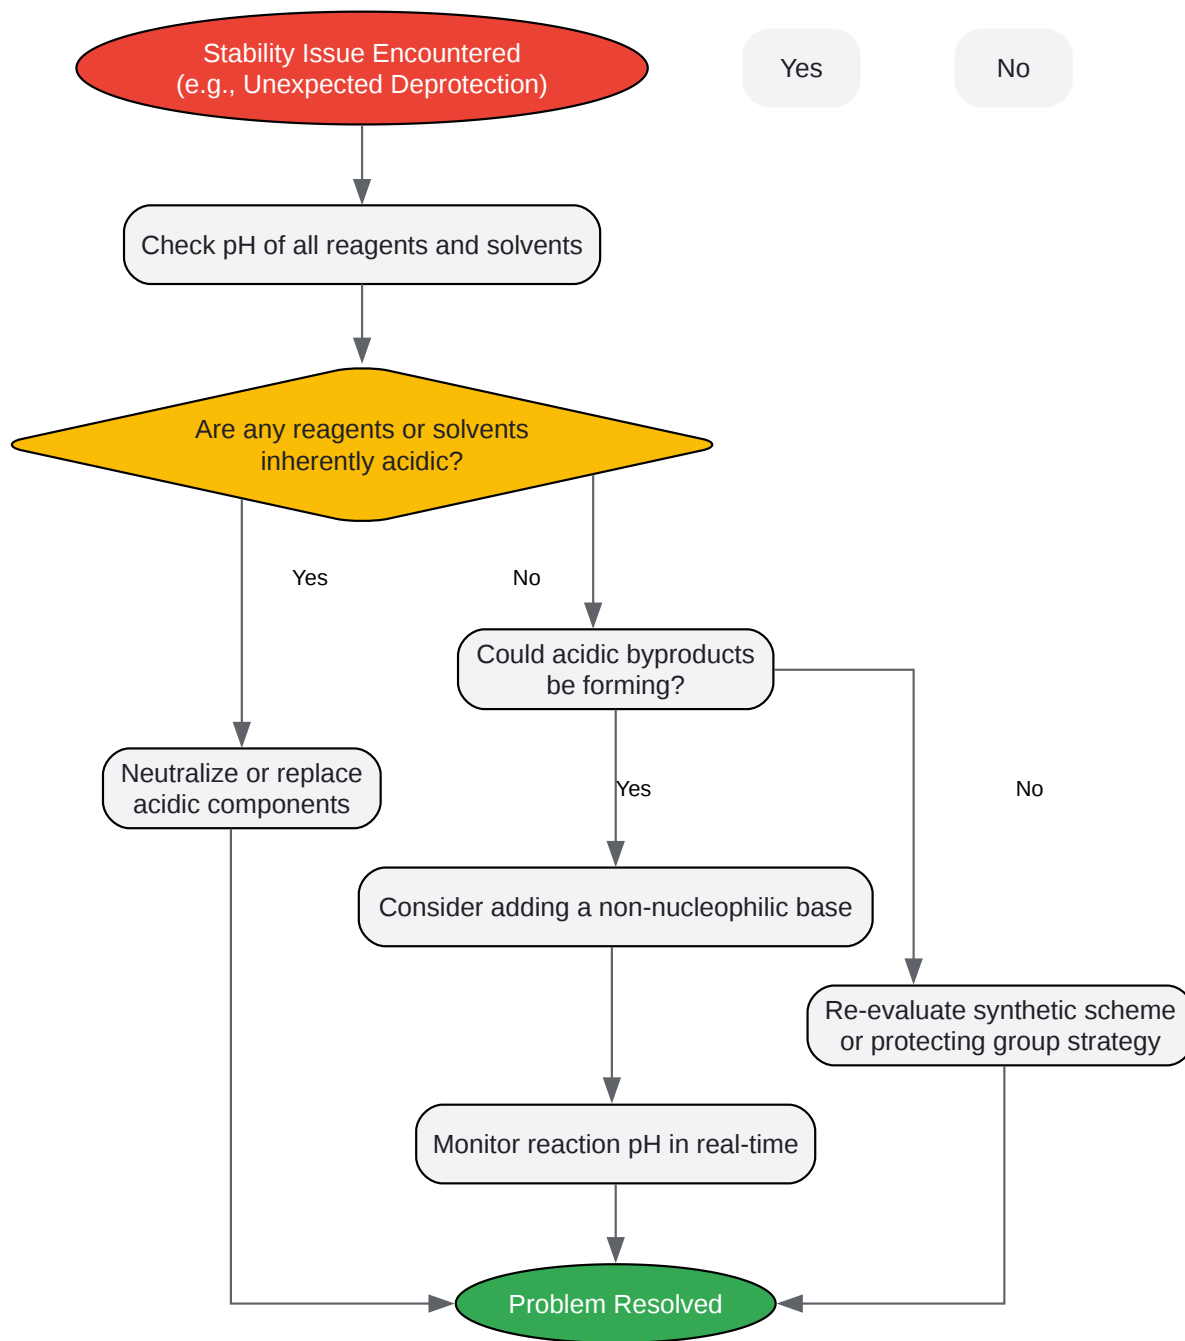 Stability Issue Encountered
(e.g., Unexpected Deprotection)
Yes
No
Check pH of all reagents and solvents
Are any reagents or solvents
inherently acidic?
Yes
No
Could acidic byproducts
be forming?
Neutralize or replace
acidic components
Yes
No
Consider adding a non-nucleophilic base
Re-evaluate synthetic scheme
or protecting group strategy
Monitor reaction pH in real-time
Problem Resolved